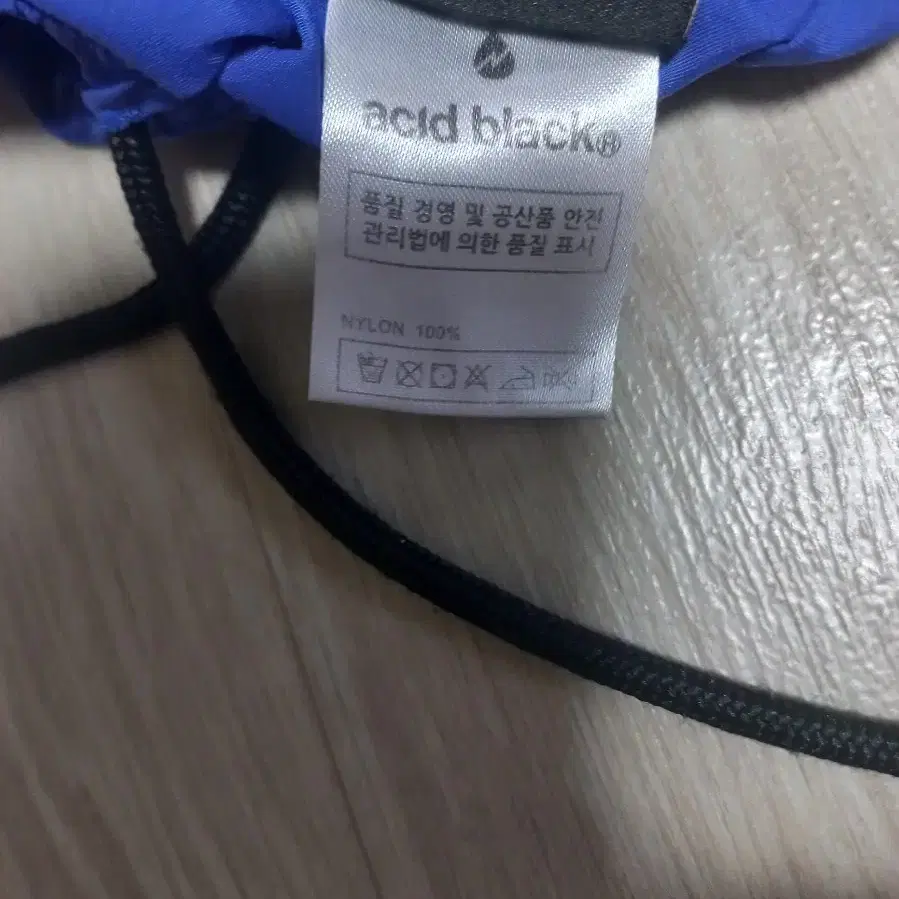 acid black®
품질 경영 및 공산품 안진
관리법에 의한 품질 표시
NYLON 100%